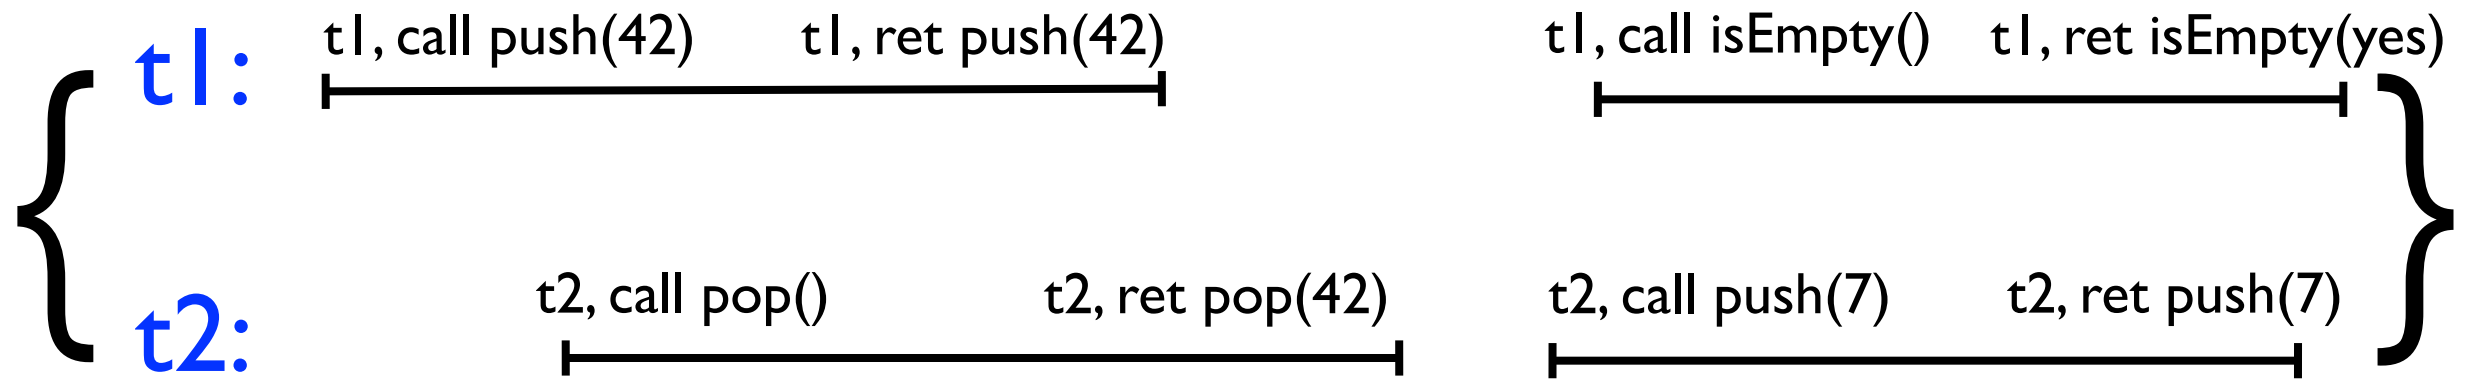 t1: t1, call push(42) t1, ret push(42) t1, call isEmpty() t1, ret isEmpty(yes)
t2: t2, call pop() t2, ret pop(42) t2, call push(7) t2, ret push(7)